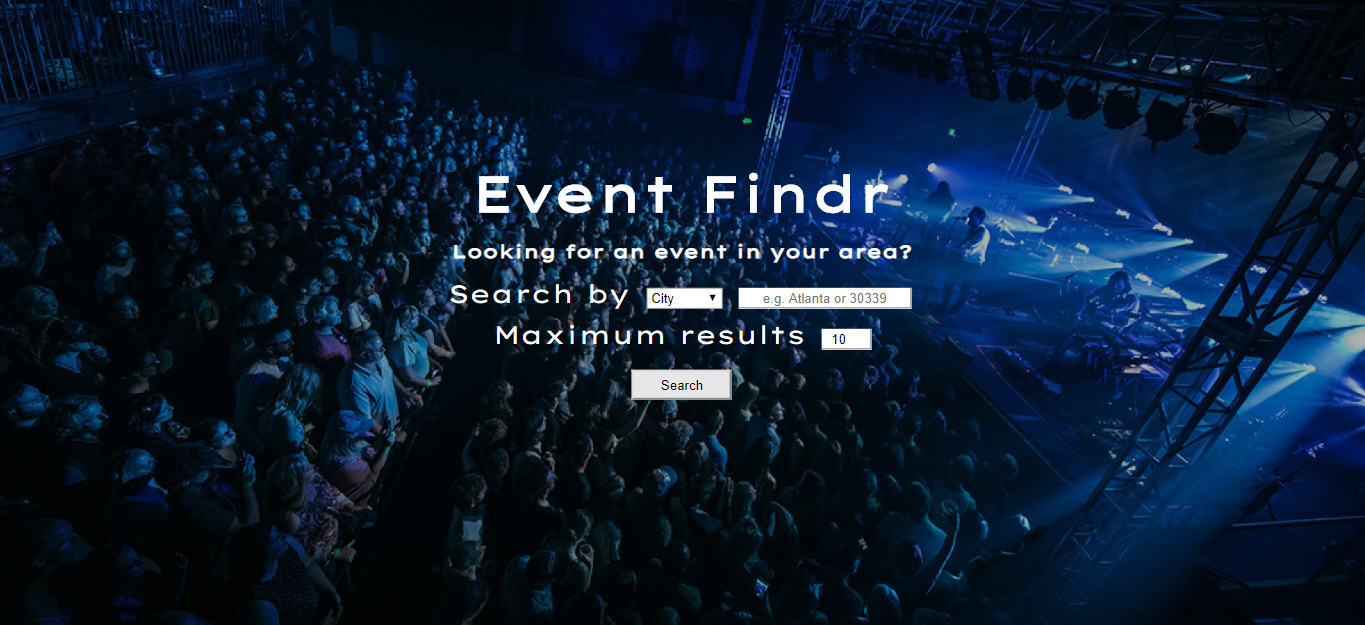 Event Findr
Looking for an event in your area?
Search by City e.g. Atlanta or 30339
Maximum results 10
Search